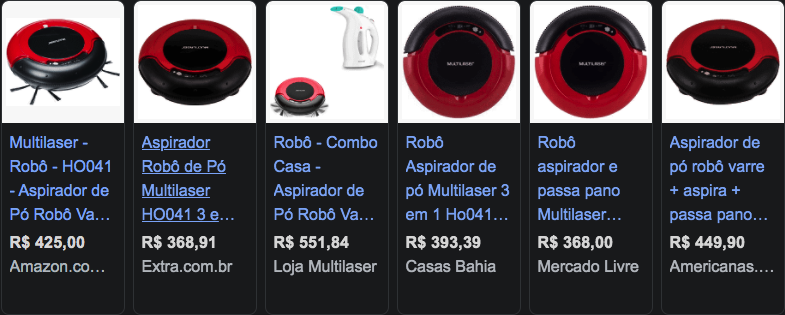 Multilaser -
Robô - HO041
- Aspirador de
Pó Robô Va...
R$ 425,00
Amazon.co...
Aspirador
Robô de Pó
Multilaser
HO041 3 e...
R$ 368,91
Extra.com.br
Robô - Combo
Casa -
Aspirador de
Pó Robô Va...
R$ 551,84
Loja Multilaser
MULTILASER
Robô
Aspirador de
pó Multilaser 3
em 1 Ho041...
R$ 393,39
Casas Bahia
MULTILASER
Robô
aspirador e
passa pano
Multilaser...
R$ 368,00
Mercado Livre
Aspirador de
pó robô varre
+ aspira +
passa pano...
R$ 449,90
Americanas....